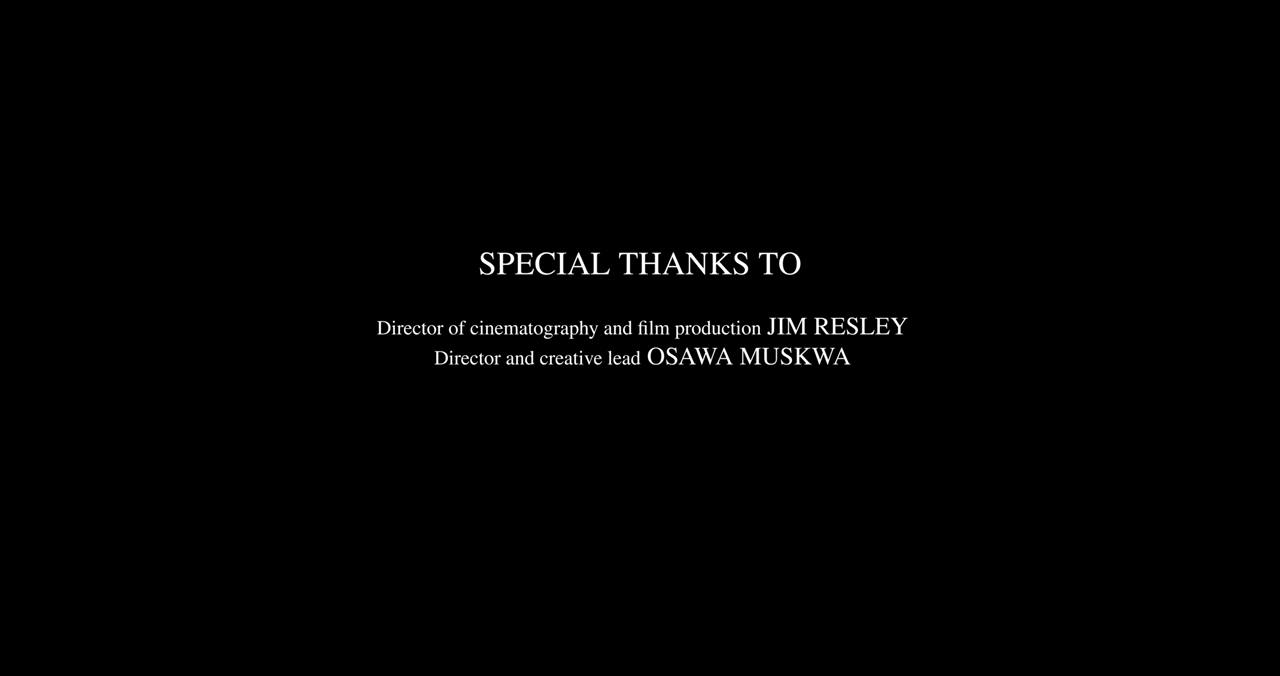 SPECIAL THANKS TO
Director of cinematography and film production JIM RESLEY
Director and creative lead OSAWA MUSKWA